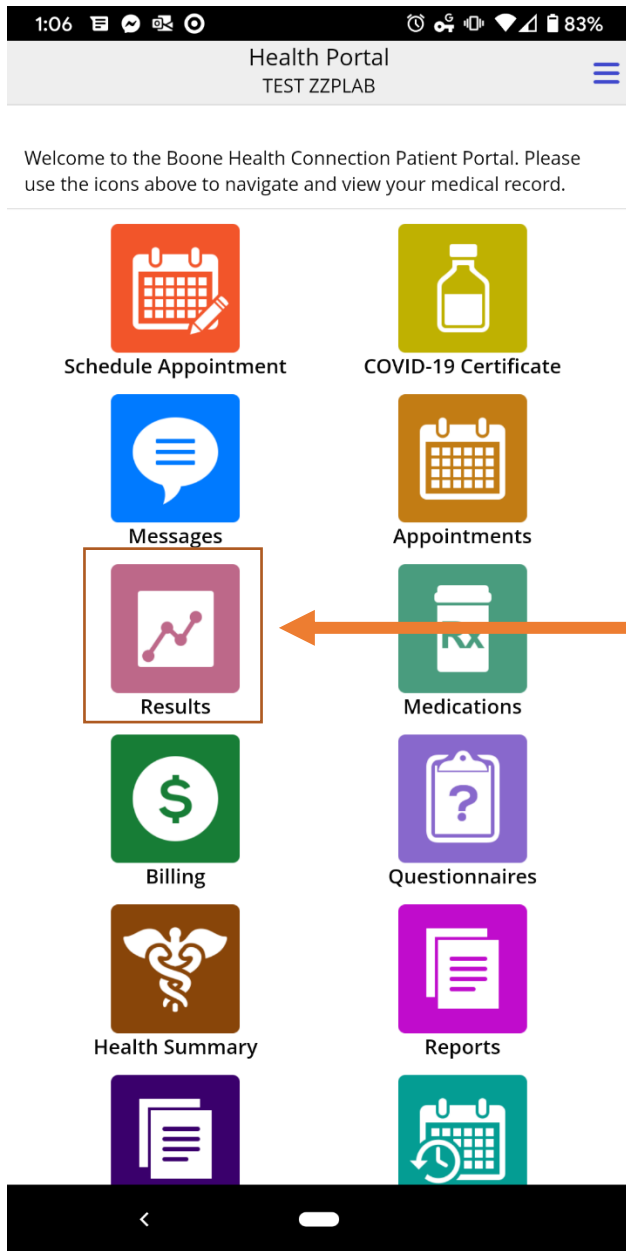 1:06 83%
Health Portal
TEST ZZPLAB
Welcome to the Boone Health Connection Patient Portal. Please
use the icons above to navigate and view your medical record.
Schedule Appointment COVID-19 Certificate
Messages Appointments
Rx
Results Medications
$ ?
Billing Questionnaires
Health Summary Reports